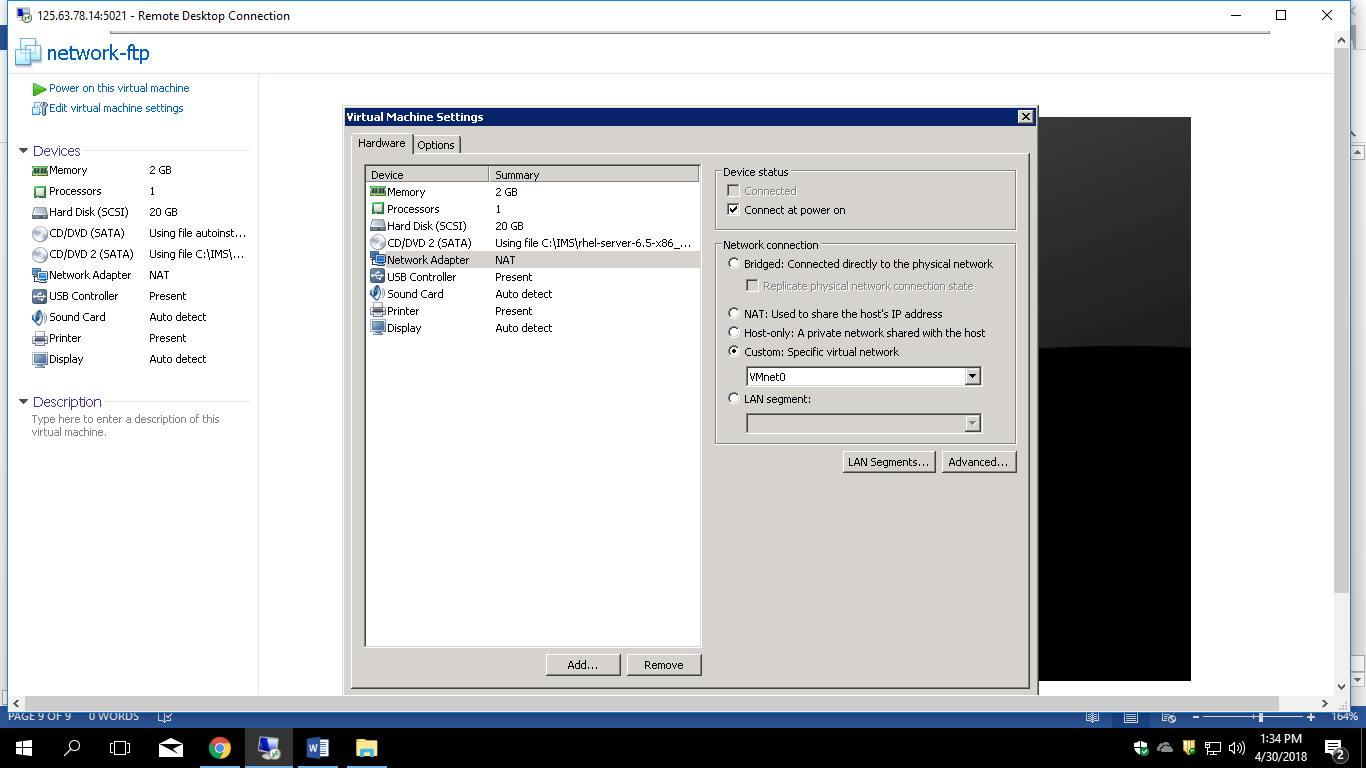 125.63.78.14:5021 - Remote Desktop Connection
network-ftp
Power on this virtual machine
Edit virtual machine settings
Devices
Memory 2 GB
Processors 1
Hard Disk (SCSI) 20 GB
CD/DVD (SATA) Using file autoinst...
CD/DVD 2 (SATA) Using file C:\IMS\...
Network Adapter NAT
USB Controller Present
Sound Card Auto detect
Printer Present
Display Auto detect
Description
Type here to enter a description of this
virtual machine.
Virtual Machine Settings
Hardware Options
Device Summary
Memory 2 GB
Processors 1
Hard Disk (SCSI) 20 GB
CD/DVD 2 (SATA) Using file C:\IMS\rhel-server-6.5-x86_...
Network Adapter NAT
USB Controller Present
Sound Card Auto detect
Printer Present
Display Auto detect
Add... Remove
Device status
Connected
Connect at power on
Network connection
Bridged: Connected directly to the physical network
Replicate physical network connection state
NAT: Used to share the host's IP address
Host-only: A private network shared with the host
Custom: Specific virtual network
VMnet0
LAN segment:
LAN Segments... Advanced...
PAGE 9 OF 9 0 WORDS 164%
1:34 PM
4/30/2018
2